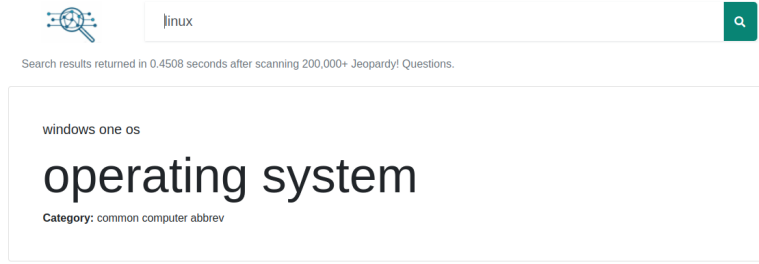 linux
Search results returned in 0.4508 seconds after scanning 200,000+ Jeopardy! Questions.
windows one os
operating system
Category: common computer abbrev